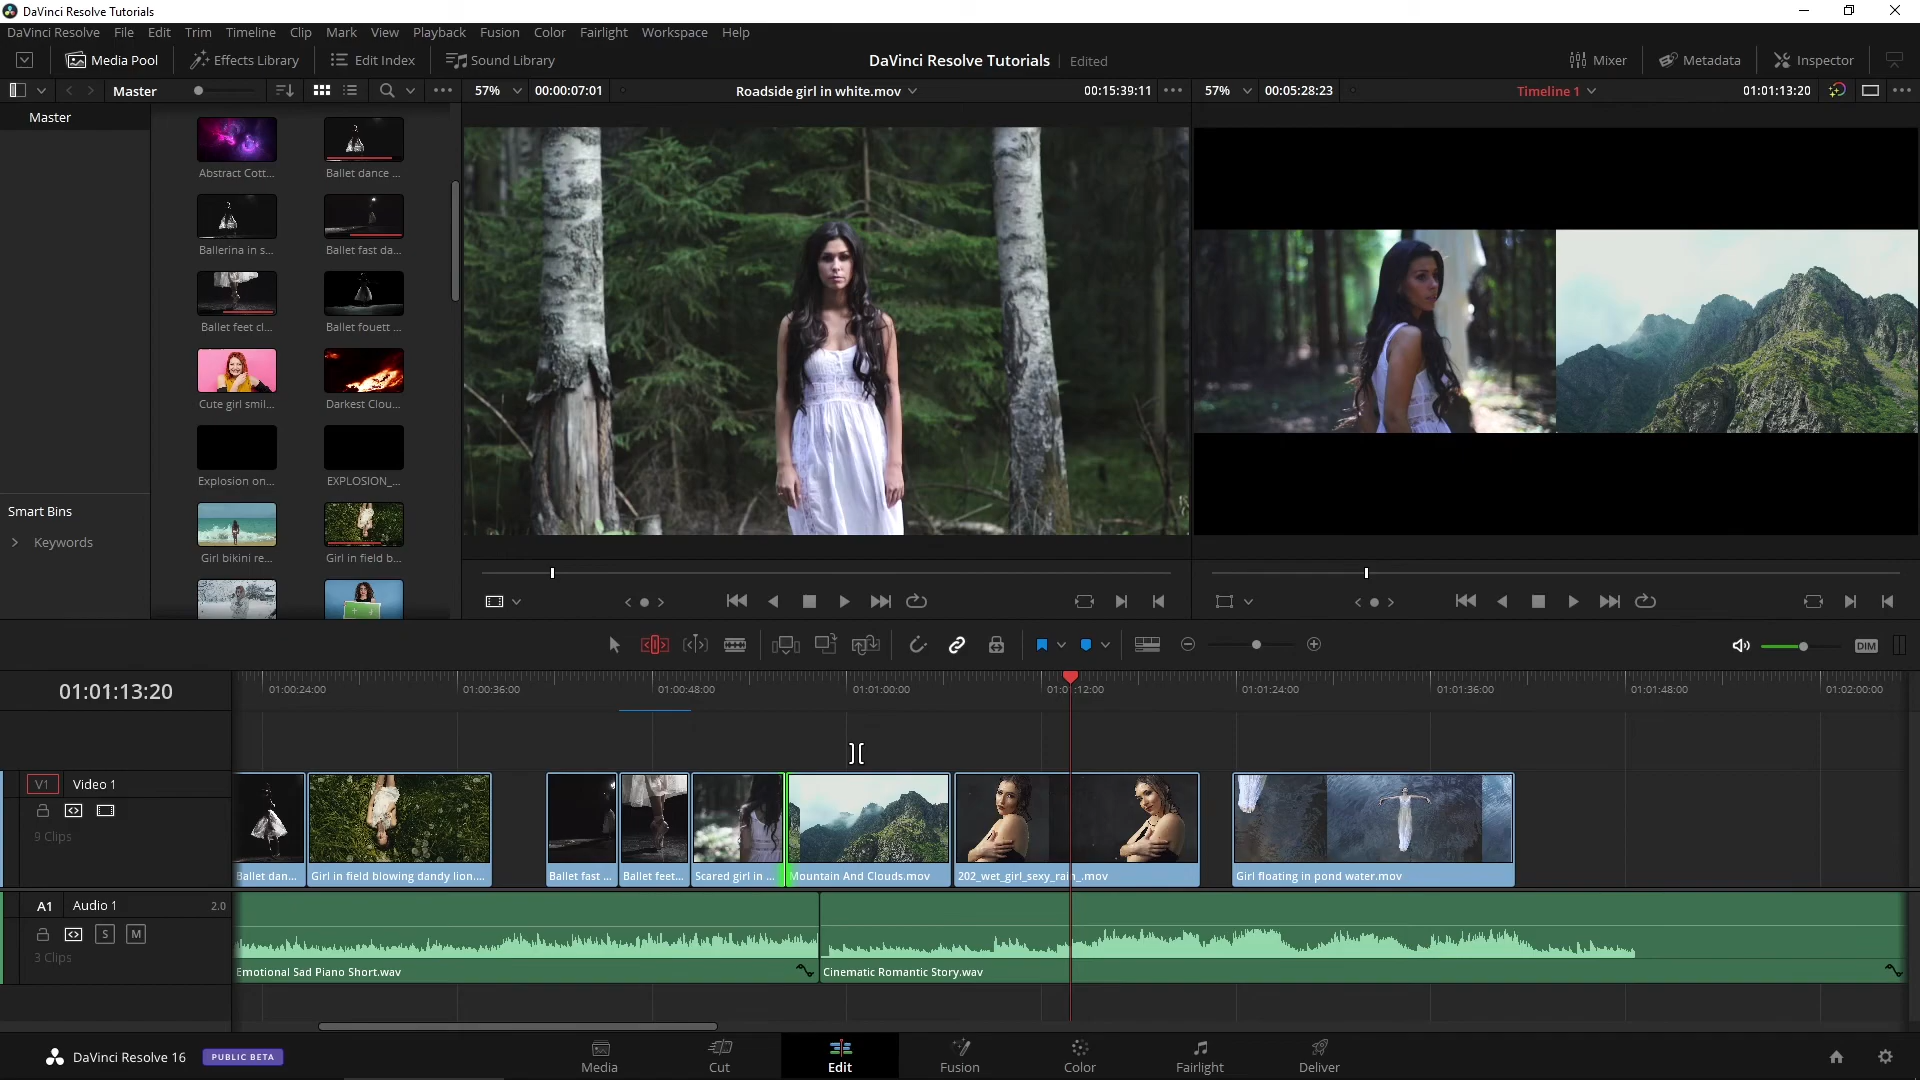 DaVinci Resolve Tutorials
DaVinci Resolve File Edit Trim Timeline Clip Mark View Playback Fusion Color Fairlight Workspace Help
Media Pool Effects Library Edit Index Sound Library DaVinci Resolve Tutorials Edited Mixer Metadata Inspector
Master 57% 00:00:07:01 Roadside girl in white.mov 00:15:39:11 57% 00:05:28:23 Timeline 1 01:01:13:20
Master
Abstract Cott... Ballet dance ...
Ballerina in s... Ballet fast da...
Ballet feet cl... Ballet fouett ...
Cute girl smil... Darkest Clou...
Explosion on... EXPLOSION_...
Smart Bins
Keywords
Girl bikini re... Girl in field b...
DIM
01:01:13:20 01:00:24:00 01:00:36:00 01:00:48:00 01:01:00:00 01:01:12:00 01:01:24:00 01:01:36:00 01:01:48:00 01:02:00:00
V1 Video 1
9 Clips
Ballet dan... Girl in field blowing dandy lion.... Ballet fast ... Ballet feet... Scared girl in ... Mountain And Clouds.mov 202_wet_girl_sexy_rain_.mov Girl floating in pond water.mov
A1 Audio 1 2.0
S M
3 Clips
Emotional Sad Piano Short.wav Cinematic Romantic Story.wav
DaVinci Resolve 16 PUBLIC BETA Media Cut Edit Fusion Color Fairlight Deliver